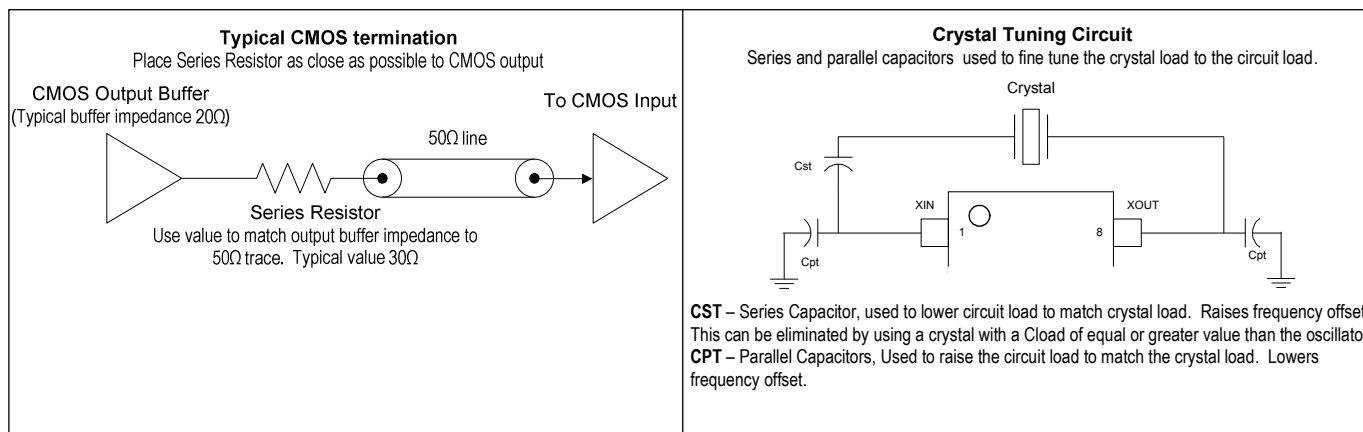 Typical CMOS termination
Place Series Resistor as close as possible to CMOS output
CMOS Output Buffer
(Typical buffer impedance 20Ω)
To CMOS Input
50Ω line
Series Resistor
Use value to match output buffer impedance to
50Ω trace. Typical value 30Ω
Crystal Tuning Circuit
Series and parallel capacitors used to fine tune the crystal load to the circuit load.
Crystal
Cst
XIN
XOUT
1
8
Cpt
Cpt
CST – Series Capacitor, used to lower circuit load to match crystal load. Raises frequency offset
This can be eliminated by using a crystal with a Cload of equal or greater value than the oscillato
CPT – Parallel Capacitors, Used to raise the circuit load to match the crystal load. Lowers
frequency offset.